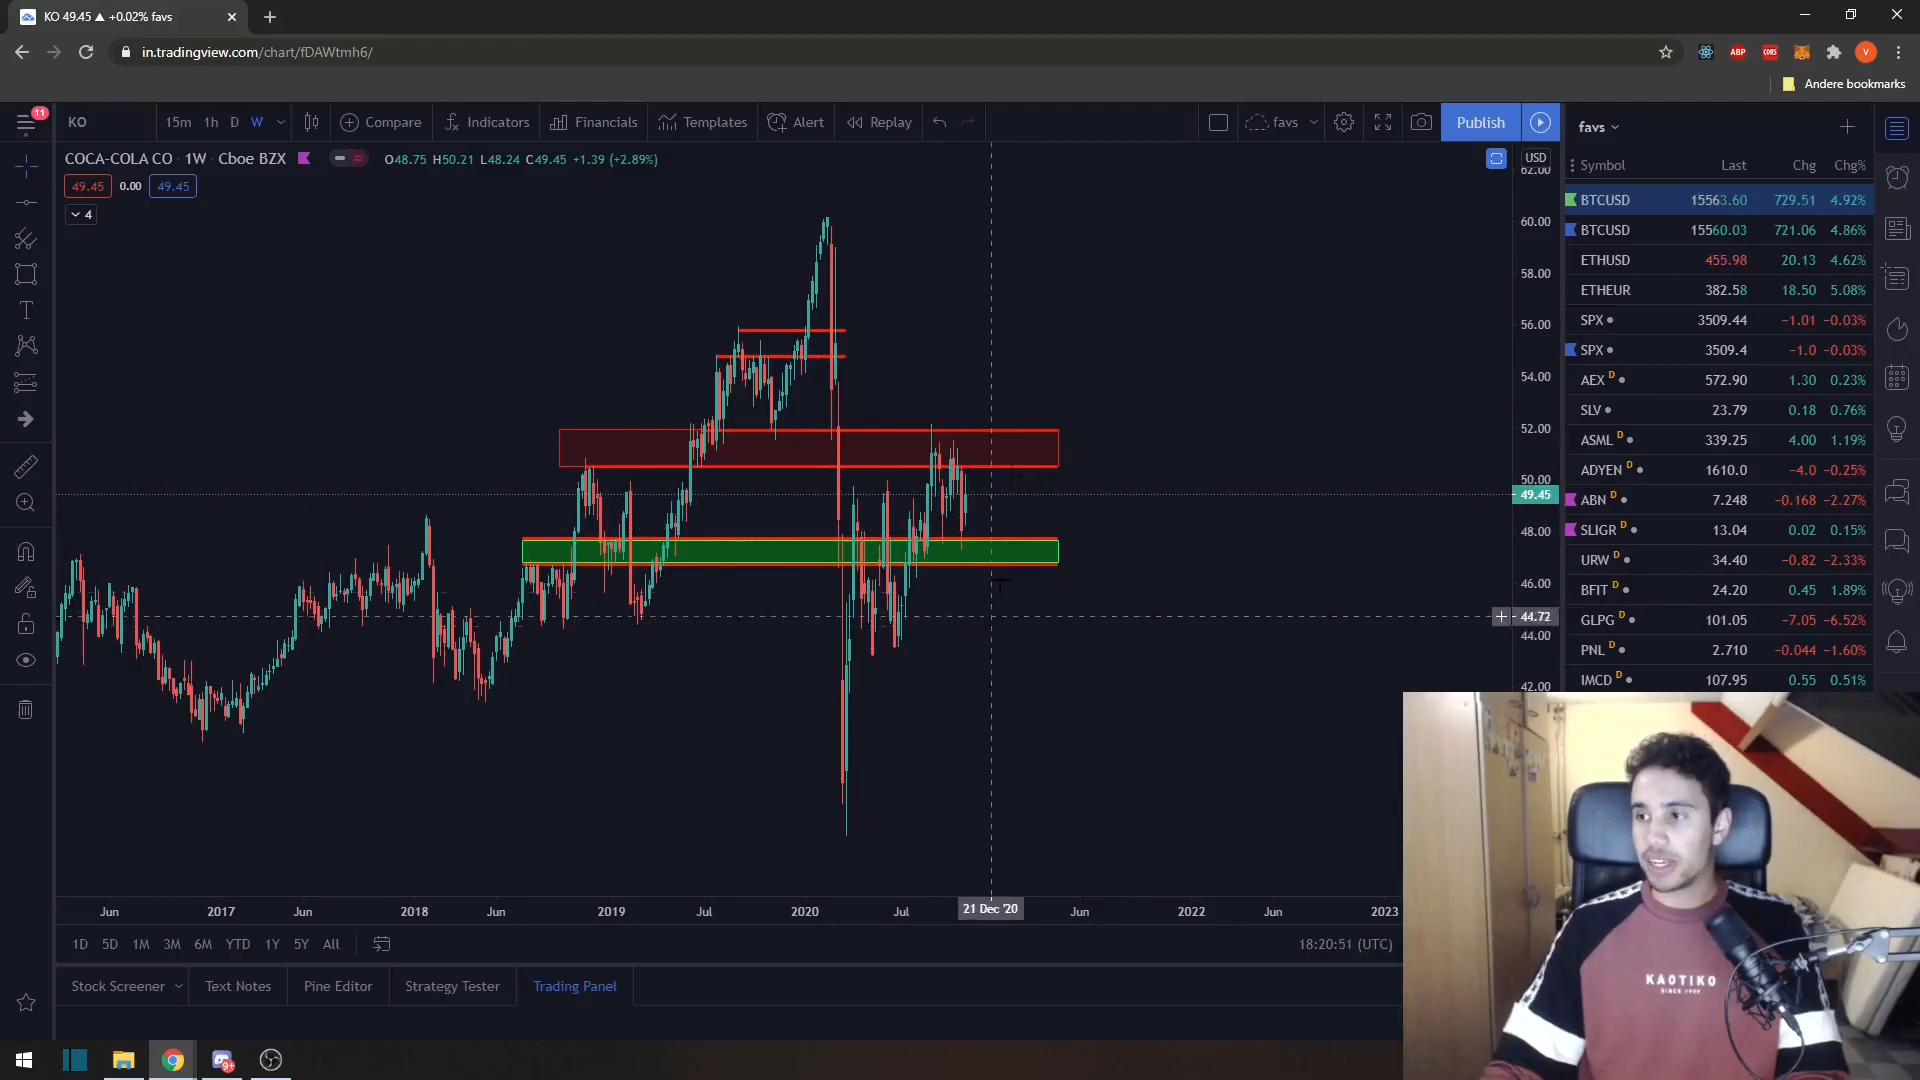 KO 49.45 ▲ +0.02% favs
in.tradingview.com/chart/fDAWtmh6/
ABP
CORS
V
Andere bookmarks
11
KO 15m 1h D W Compare Indicators Financials Templates Alert Replay favs Publish
favs
COCA-COLA CO · 1W · Cboe BZX O48.75 H50.21 L48.24 C49.45 +1.39 (+2.89%)
49.45 0.00 49.45
4
USD
62.00
60.00
58.00
56.00
54.00
52.00
50.00
49.45
48.00
46.00
44.72
44.00
42.00
Symbol Last Chg Chg%
BTCUSD 15563.60 729.51 4.92%
BTCUSD 15560.03 721.06 4.86%
ETHUSD 455.98 20.13 4.62%
ETHEUR 382.58 18.50 5.08%
SPX 3509.44 −1.01 −0.03%
SPX 3509.4 −1.0 −0.03%
AEX D 572.90 1.30 0.23%
SLV 23.79 0.18 0.76%
ASML D 339.25 4.00 1.19%
ADYEN D 1610.0 −4.0 −0.25%
ABN D 7.248 −0.168 −2.27%
SLIGR D 13.04 0.02 0.15%
URW D 34.40 −0.82 −2.33%
BFIT D 24.20 0.45 1.89%
GLPG D 101.05 −7.05 −6.52%
PNL D 2.710 −0.044 −1.60%
IMCD D 107.95 0.55 0.51%
Jun 2017 Jun 2018 Jun 2019 Jul 2020 Jul 21 Dec '20 Jun 2022 Jun 2023
1D 5D 1M 3M 6M YTD 1Y 5Y All
18:20:51 (UTC)
Stock Screener Text Notes Pine Editor Strategy Tester Trading Panel
KAOTIKO
SINCE 1999
9+